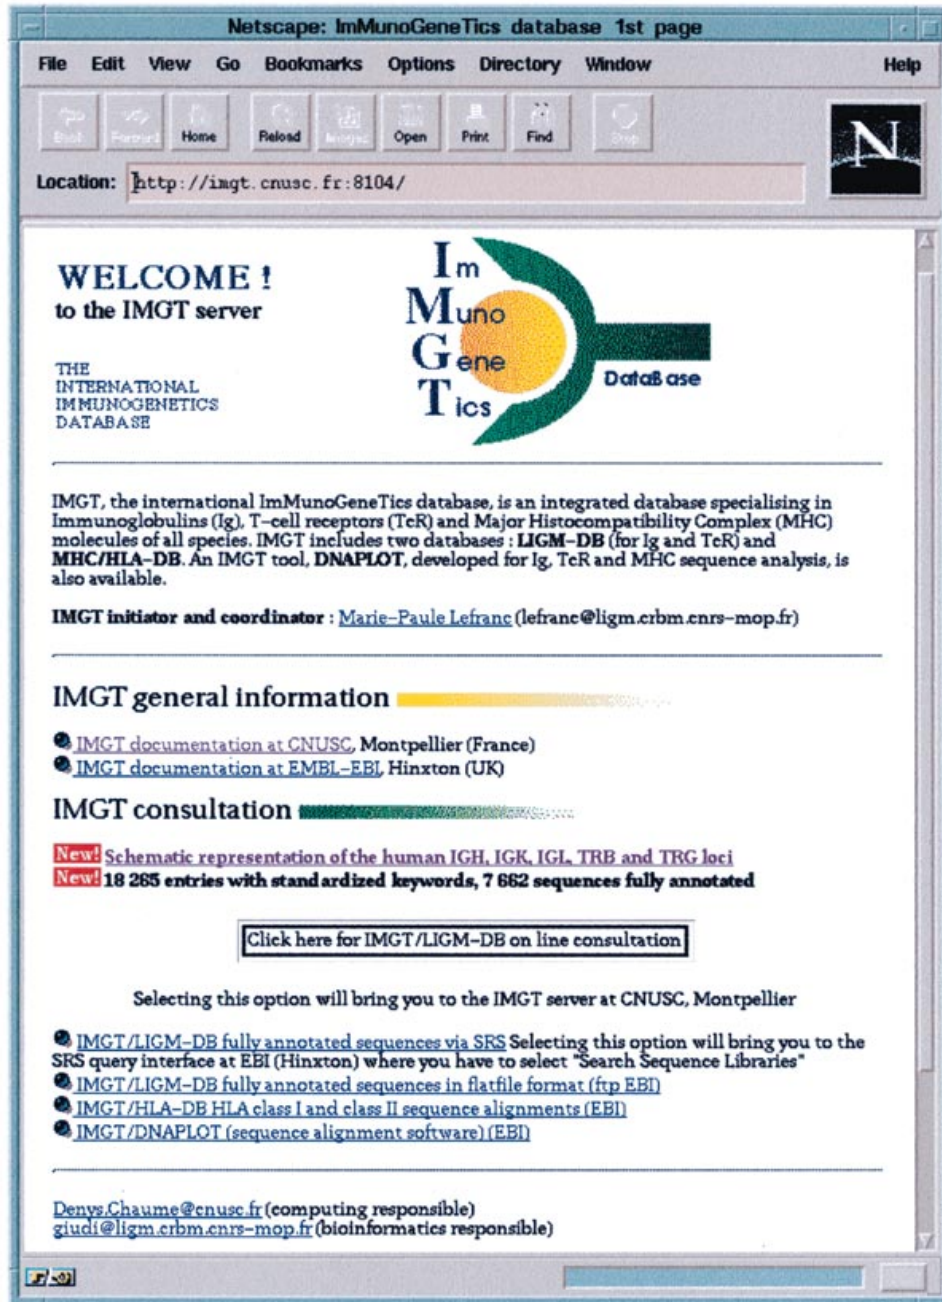 Netscape: ImMunoGeneTics database 1st page
File Edit View Go Bookmarks Options Directory Window Help
Back Forward Home Reload Images Open Print Find Stop
N
Location: http://imgt.cnusc.fr:8104/
WELCOME !
to the IMGT server
THE
INTERNATIONAL
IMMUNOGENETICS
DATABASE
Im
Muno
Gene
Tics
DataBase
IMGT, the international ImMunoGeneTics database, is an integrated database specialising in
Immunoglobulins (Ig), T-cell receptors (TcR) and Major Histocompatibility Complex (MHC)
molecules of all species. IMGT includes two databases : LIGM-DB (for Ig and TcR) and
MHC/HLA-DB. An IMGT tool, DNAPLOT, developed for Ig, TcR and MHC sequence analysis, is
also available.
IMGT initiator and coordinator : Marie-Paule Lefranc (lefranc@ligm.crbm.cnrs-mop.fr)
IMGT general information
IMGT documentation at CNUSC, Montpellier (France)
IMGT documentation at EMBL-EBI, Hinxton (UK)
IMGT consultation
New! Schematic representation of the human IGH, IGK, IGL, TRB and TRG loci
New! 18 265 entries with standardized keywords, 7 662 sequences fully annotated
Click here for IMGT/LIGM-DB on line consultation
Selecting this option will bring you to the IMGT server at CNUSC, Montpellier
IMGT/LIGM-DB fully annotated sequences via SRS Selecting this option will bring you to the
SRS query interface at EBI (Hinxton) where you have to select "Search Sequence Libraries"
IMGT/LIGM-DB fully annotated sequences in flatfile format (ftp EBI)
IMGT/HLA-DB HLA class I and class II sequence alignments (EBI)
IMGT/DNAPLOT (sequence alignment software) (EBI)
Denys.Chaume@cnusc.fr (computing responsible)
giudi@ligm.crbm.cnrs-mop.fr (bioinformatics responsible)